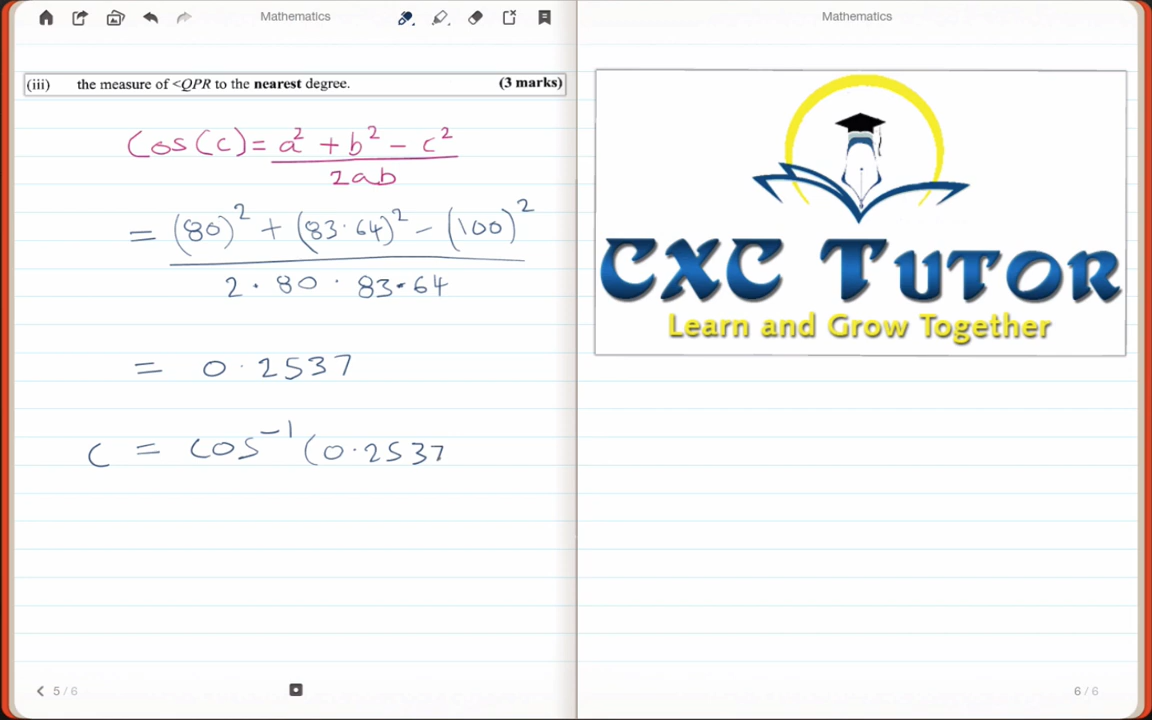 Mathematics
(iii) the measure of <QPR to the nearest degree. (3 marks)
Cos(c) = a² + b² - c²
2ab
= (80)² + (83.64)² - (100)²
2 · 80 · 83.64
= 0.2537
c = cos⁻¹ (0.2537
5 / 6
Mathematics
CXC TUTOR
Learn and Grow Together
6 / 6